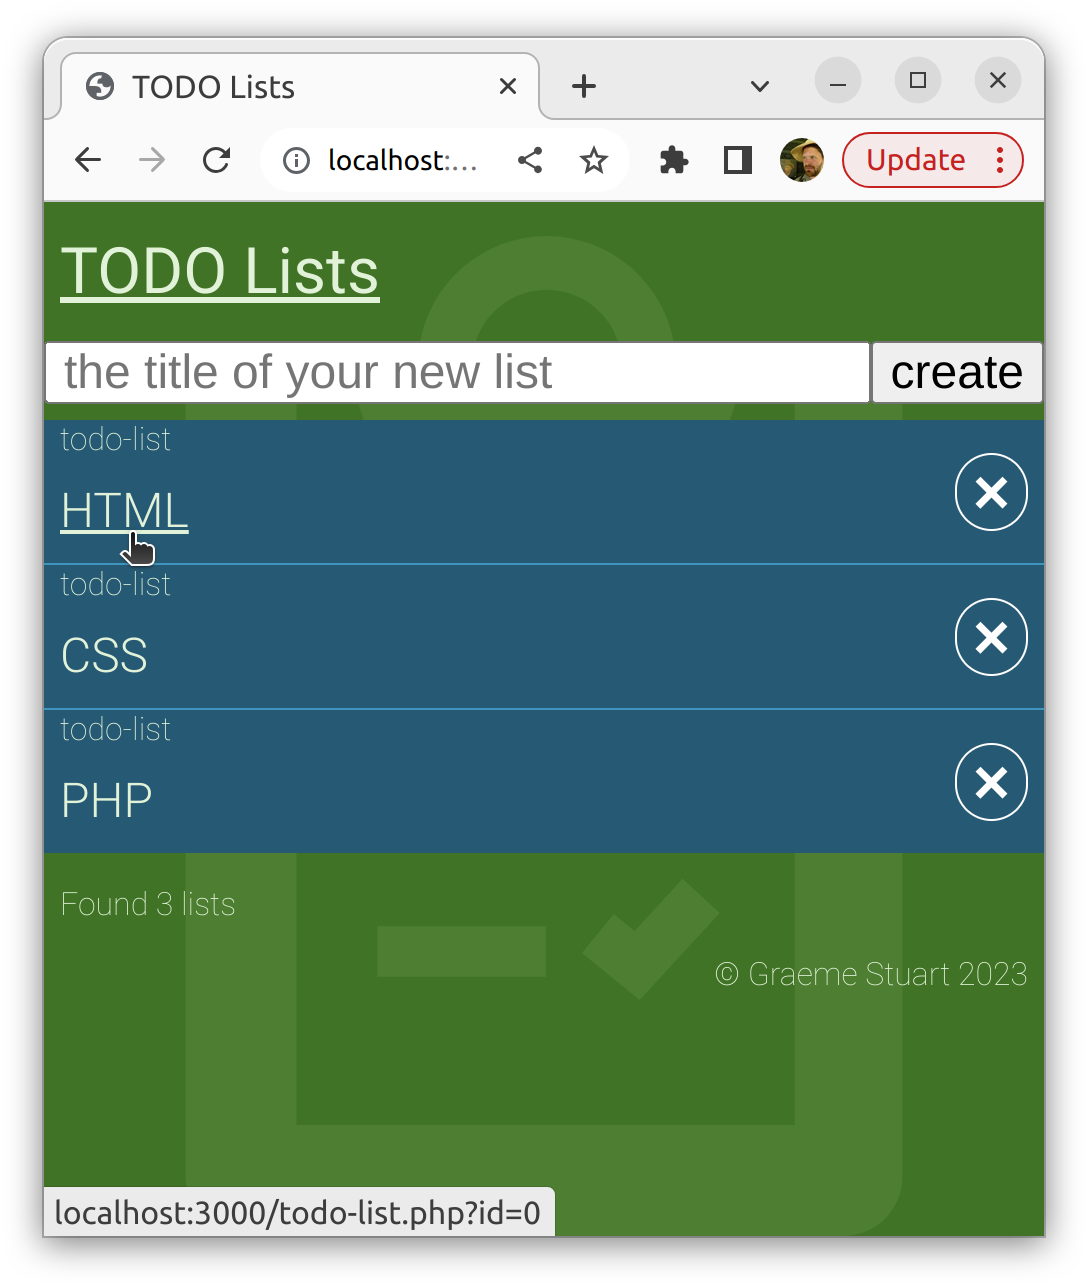 TODO Lists
localhost:...
Update
TODO Lists
the title of your new list
create
todo-list
HTML
todo-list
CSS
todo-list
PHP
Found 3 lists
© Graeme Stuart 2023
localhost:3000/todo-list.php?id=0